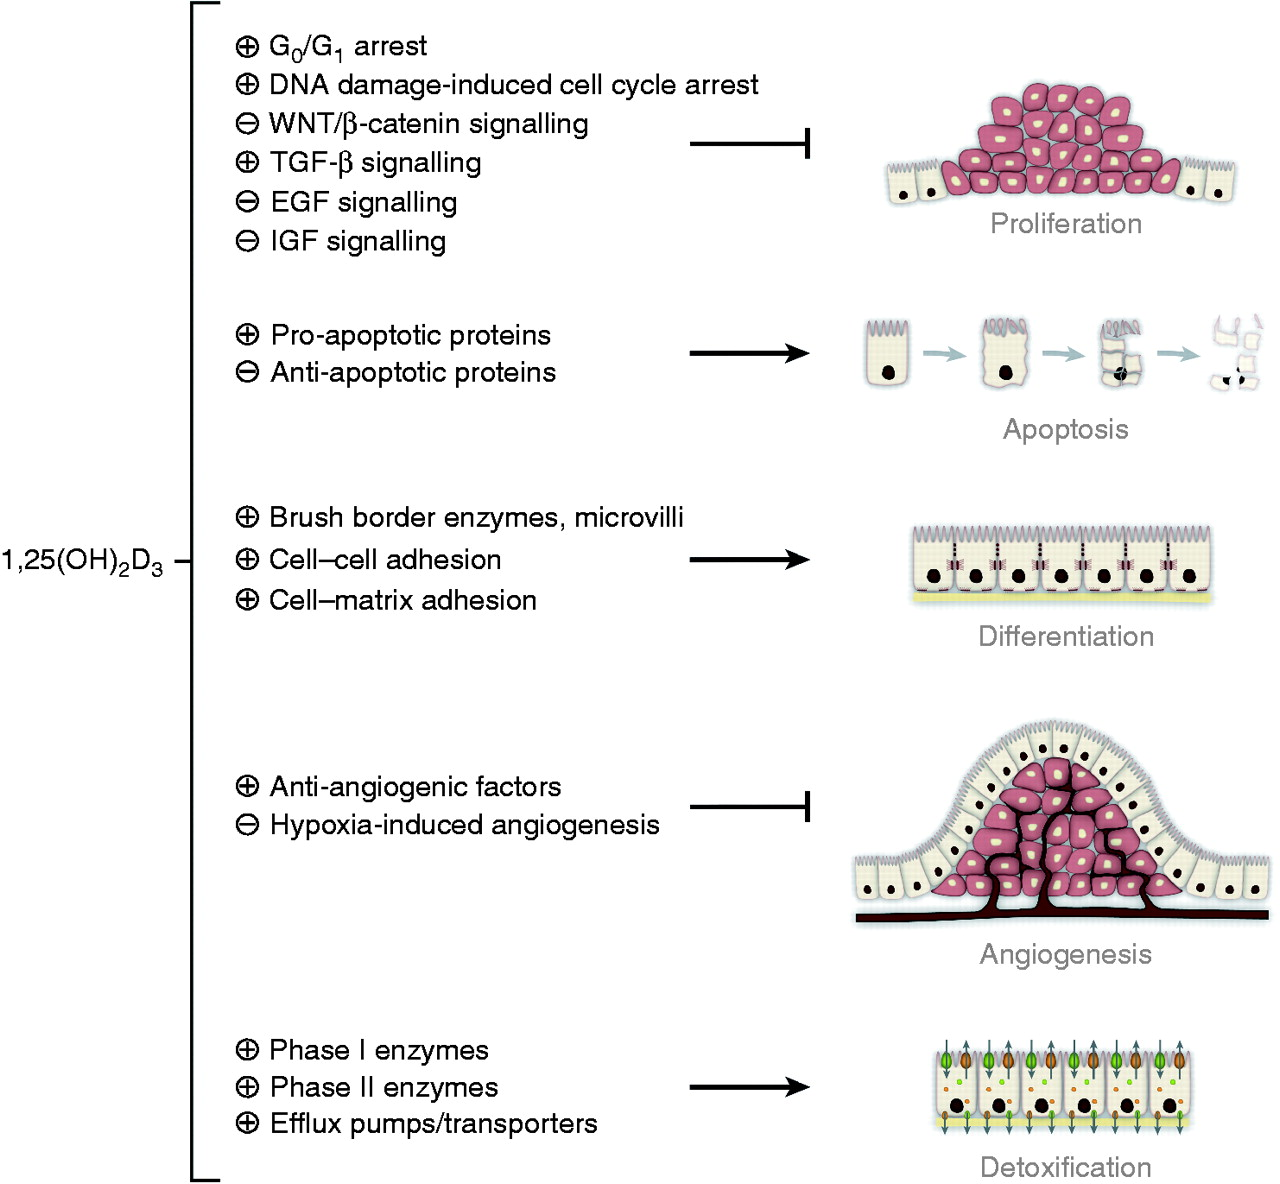 ⊕ G₀/G₁ arrest
⊕ DNA damage-induced cell cycle arrest
⊖ WNT/β-catenin signalling
⊕ TGF-β signalling
⊖ EGF signalling
⊖ IGF signalling
Proliferation
⊕ Pro-apoptotic proteins
⊖ Anti-apoptotic proteins
Apoptosis
1,25(OH)₂D₃
⊕ Brush border enzymes, microvilli
⊕ Cell–cell adhesion
⊕ Cell–matrix adhesion
Differentiation
⊕ Anti-angiogenic factors
⊖ Hypoxia-induced angiogenesis
Angiogenesis
⊕ Phase I enzymes
⊕ Phase II enzymes
⊕ Efflux pumps/transporters
Detoxification